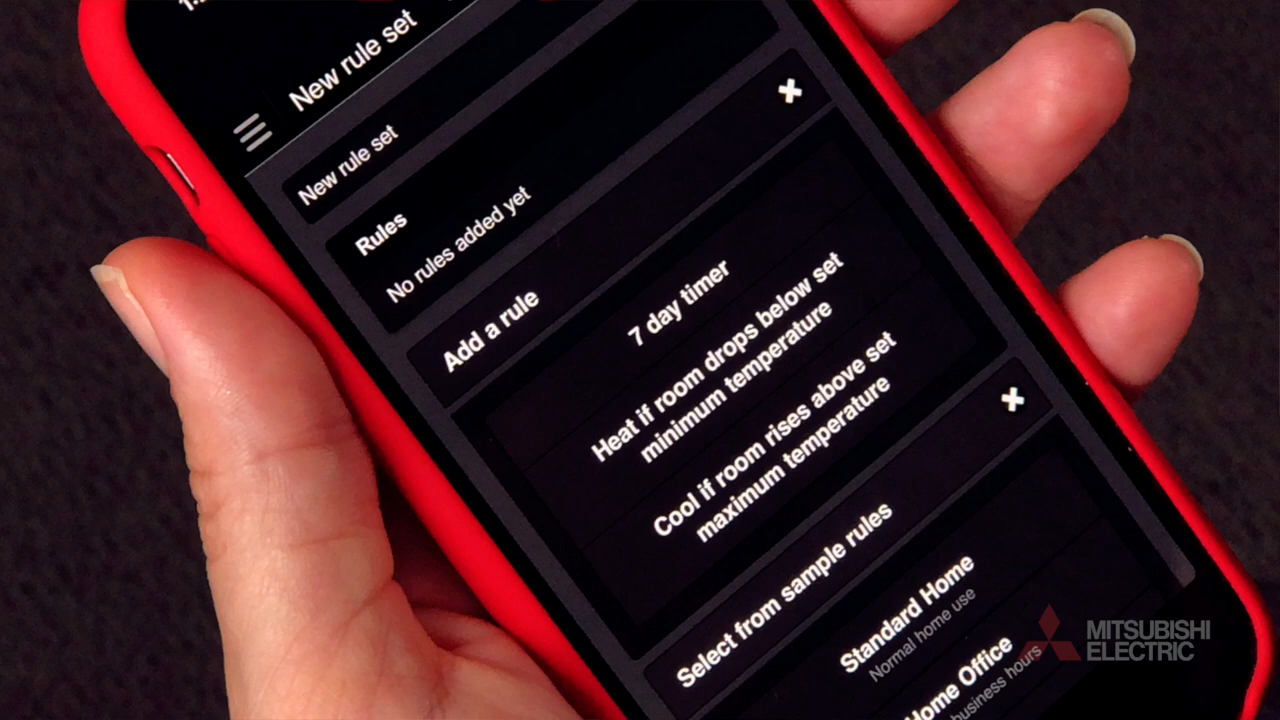 New rule set
New rule set
Rules
No rules added yet
Add a rule
7 day timer
Heat if room drops below set
minimum temperature
Cool if room rises above set
maximum temperature
Select from sample rules
Standard Home
Normal home use
Home Office
business hours
MITSUBISHI
ELECTRIC